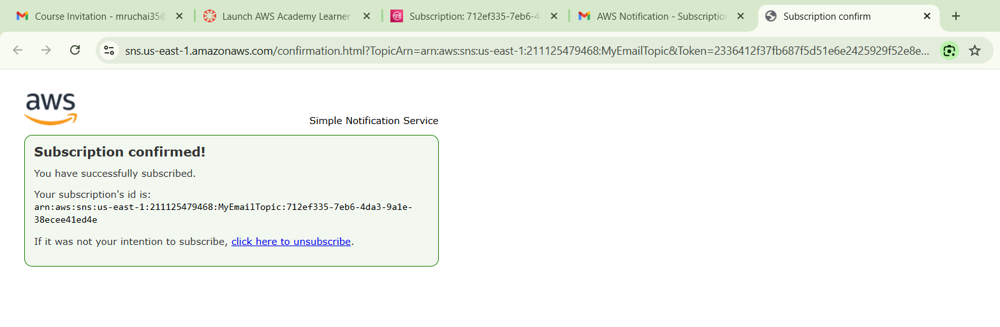 Course Invitation - mruchai35@
Launch AWS Academy Learner
Subscription: 712ef335-7eb6-4
AWS Notification - Subscription
Subscription confirm
sns.us-east-1.amazonaws.com/confirmation.html?TopicArn=arn:aws:sns:us-east-1:211125479468:MyEmailTopic&Token=2336412f37fb687f5d51e6e2425929f52e8e...
aws
Simple Notification Service
Subscription confirmed!
You have successfully subscribed.
Your subscription's id is:
arn:aws:sns:us-east-1:211125479468:MyEmailTopic:712ef335-7eb6-4da3-9a1e-
38ecee41ed4e
If it was not your intention to subscribe, click here to unsubscribe.